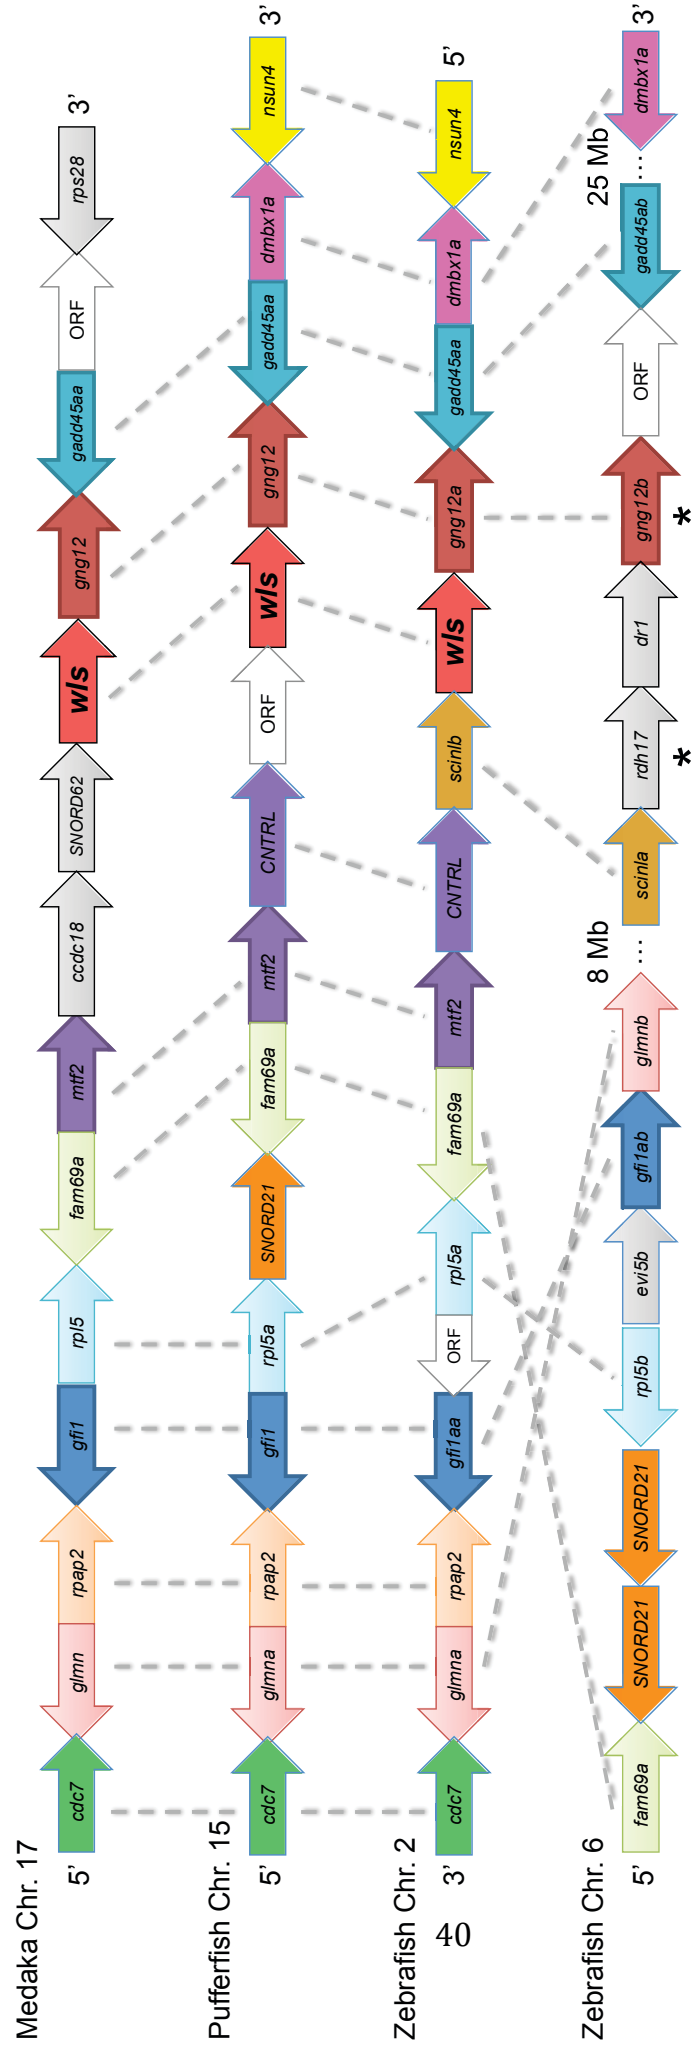 Medaka Chr. 17
5’ cdc7 glmn rpap2 gfi1 rpl5 fam69a mtf2 ccdc18 SNORD62 wls gng12 gadd45aa ORF rps28 3’
Pufferfish Chr. 15
5’ cdc7 glmna rpap2 gfi1 rpl5a SNORD21 fam69a mtf2 CNTRL ORF wls gng12 gadd45aa dmbx1a nsun4 3’
Zebrafish Chr. 2
3’ cdc7 glmna rpap2 gfi1aa ORF rpl5a fam69a mtf2 CNTRL scinlb wls gng12a gadd45aa dmbx1a nsun4 5’
40
Zebrafish Chr. 6
8 Mb 25 Mb
5’ fam69a SNORD21 SNORD21 rpl5b evi5b gfi1ab glmnb ... scinla rdh17 dr1 gng12b ORF gadd45ab ... dmbx1a 3’
* *